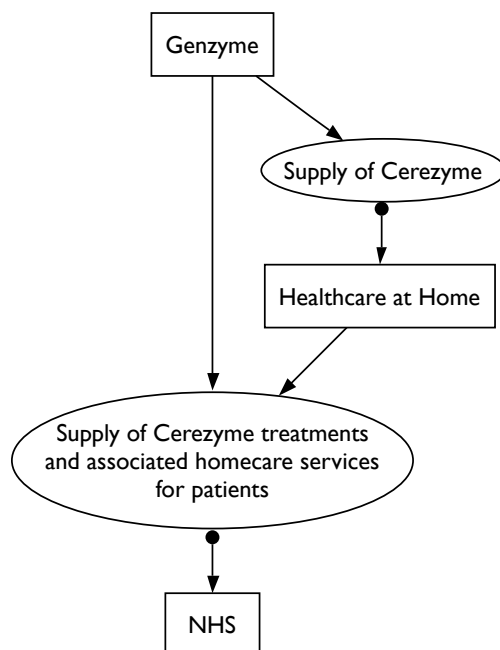 Genzyme
Supply of Cerezyme
Healthcare at Home
Supply of Cerezyme treatments
and associated homecare services
for patients
NHS